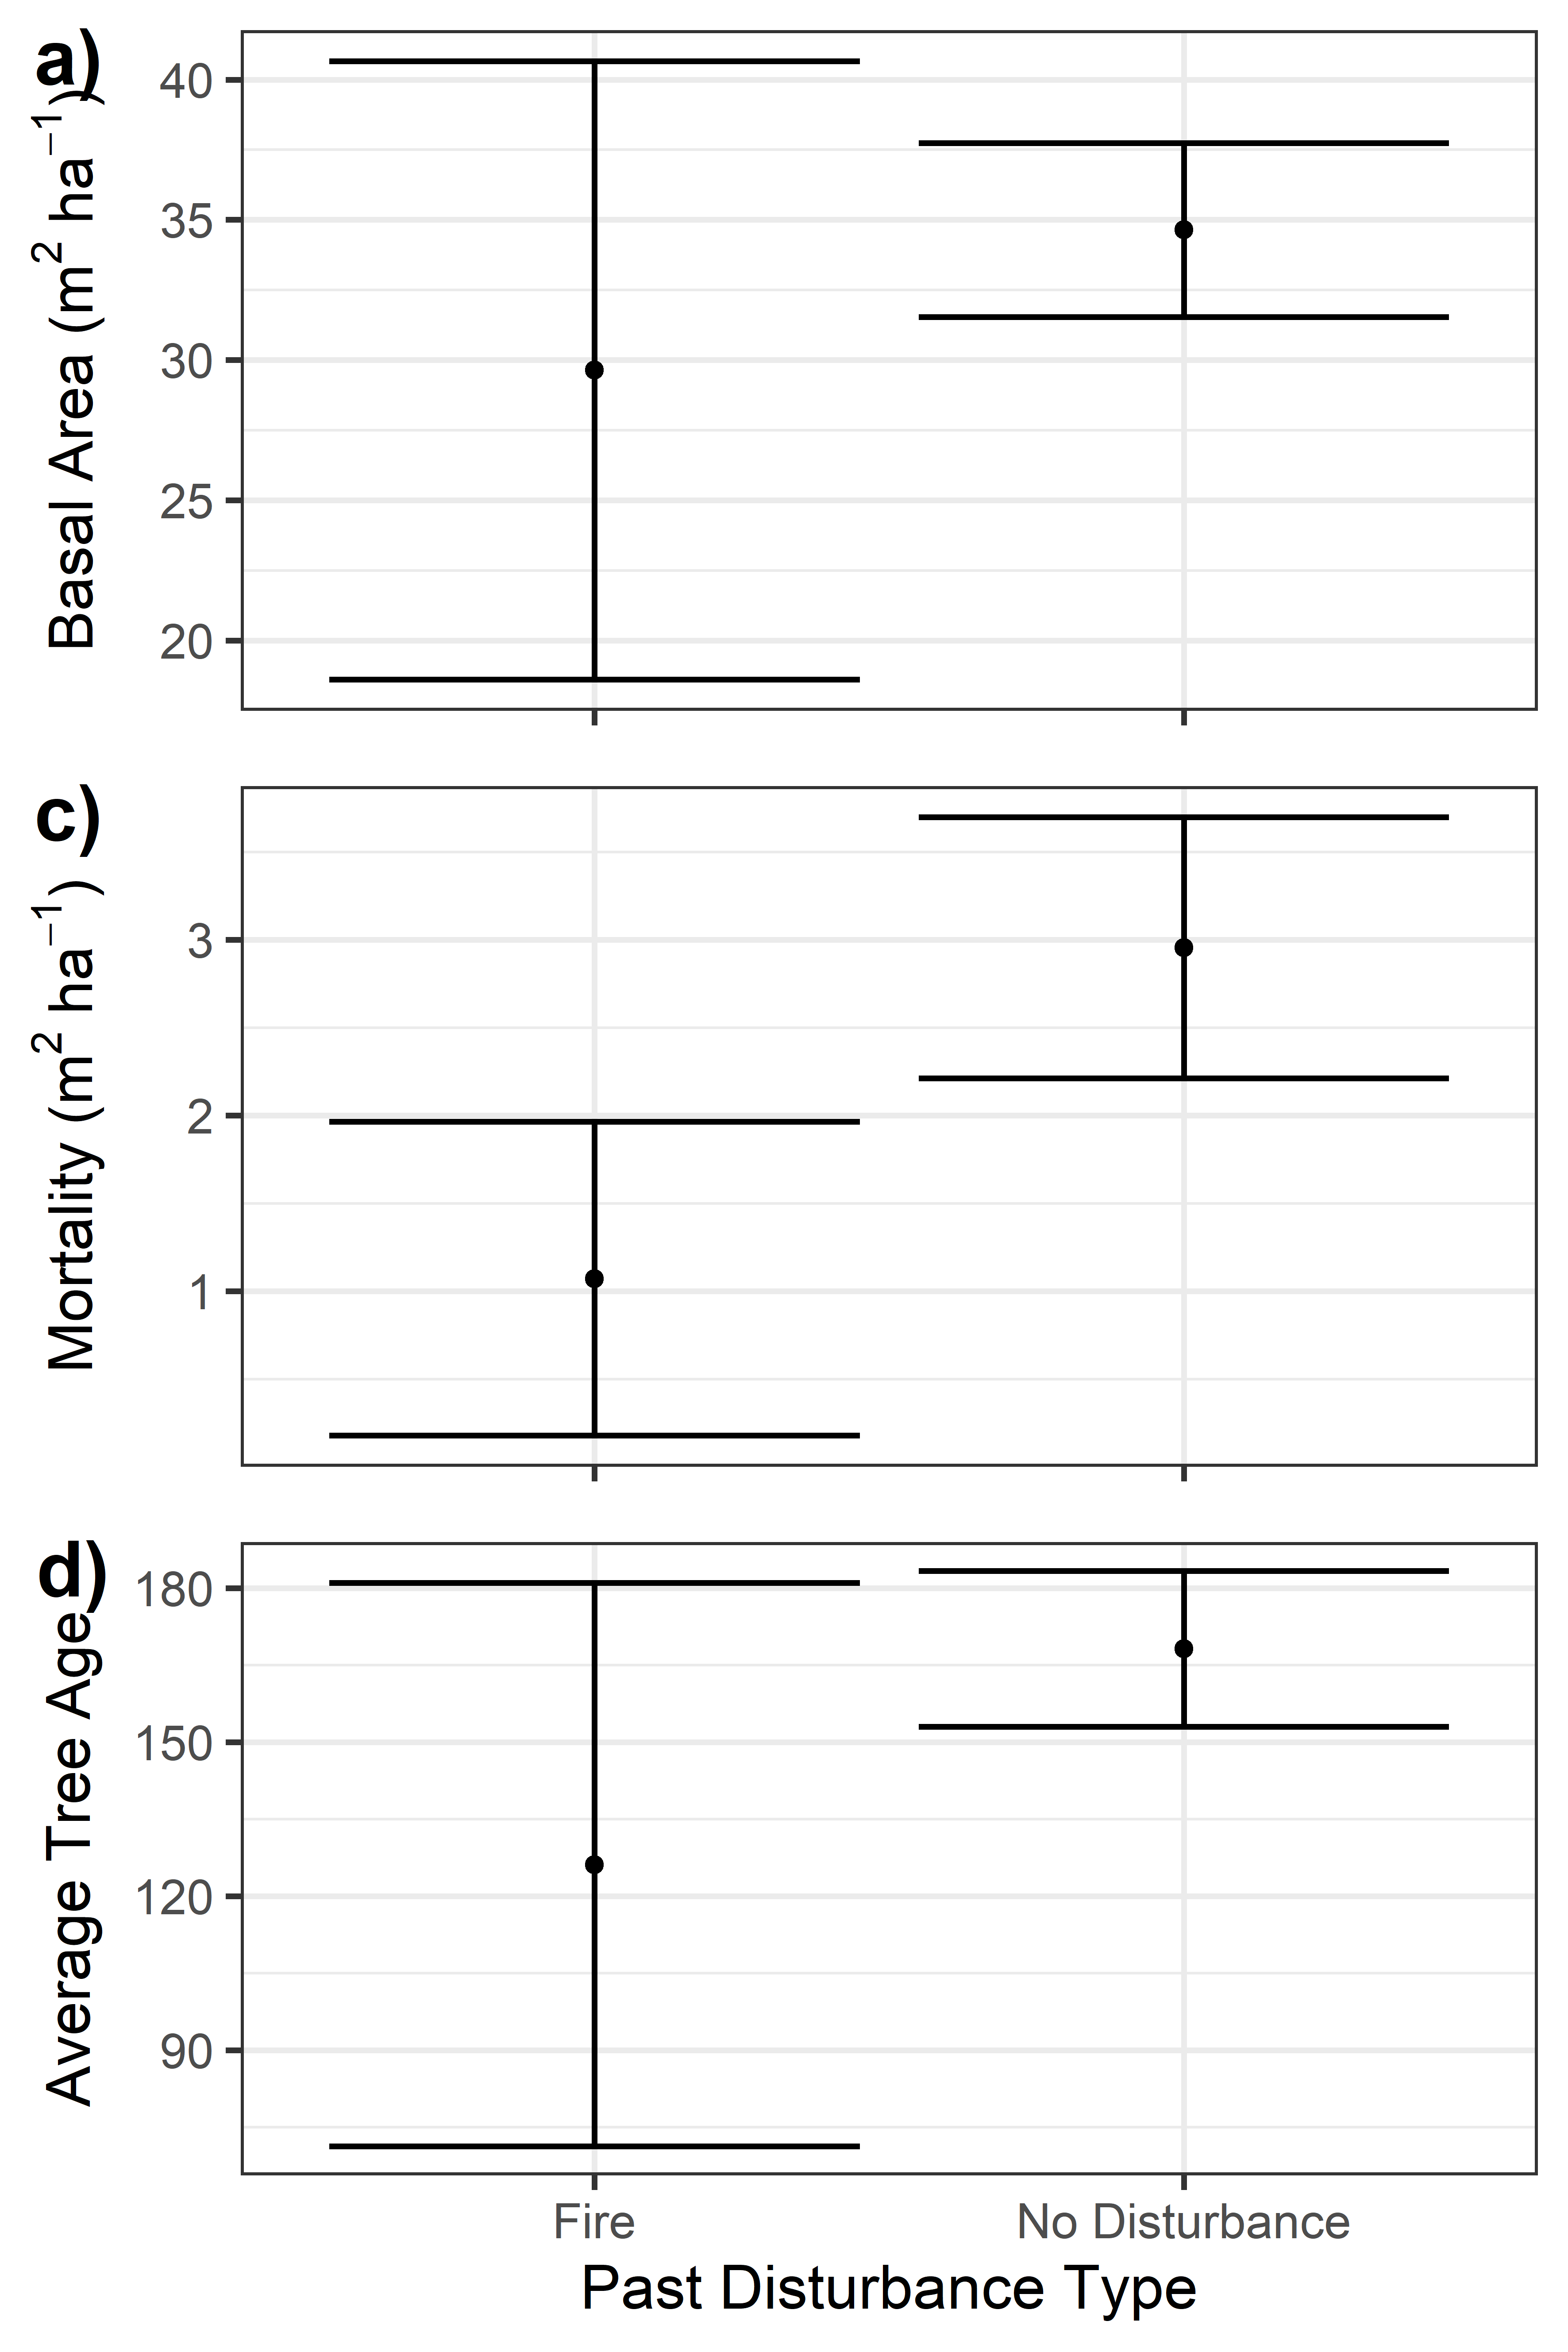 a)
Basal Area (m² ha⁻¹)
40
35
30
25
20
c)
Mortality (m² ha⁻¹)
3
2
1
d)
Average Tree Age
180
150
120
90
Fire
No Disturbance
Past Disturbance Type